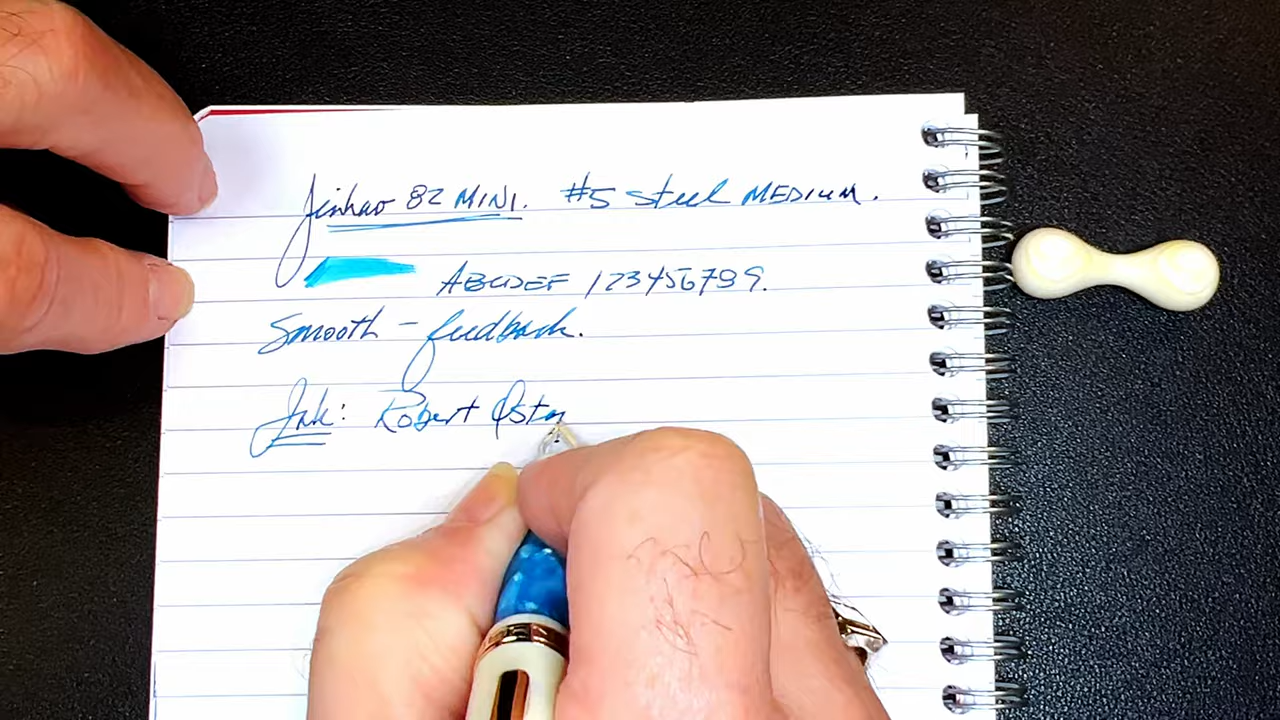 Jinhao 82 MINI. #5 Steel MEDIUM.
ABCDEF 123456789.
Smooth - feedback.
Ink: Robert Oster